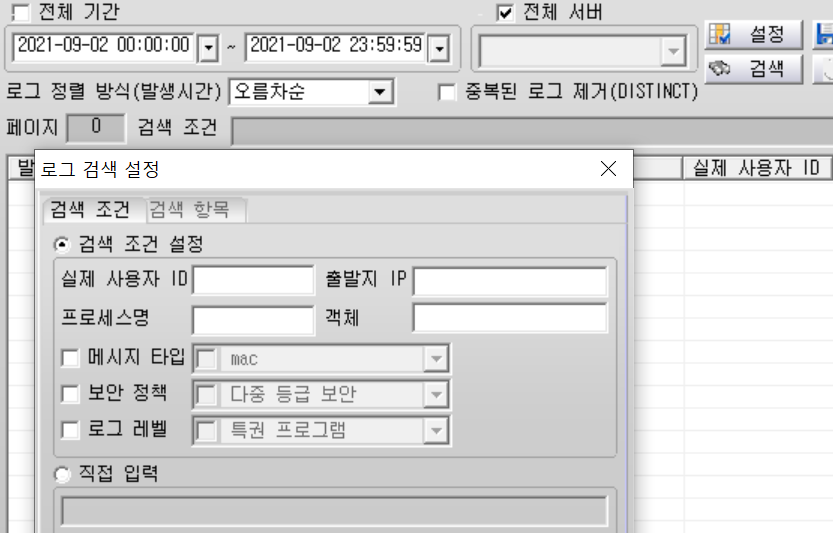 전체 기간
전체 서버
2021-09-02 00:00:00 ~ 2021-09-02 23:59:59
설정
검색
로그 정렬 방식(발생시간) 오름차순
중복된 로그 제거(DISTINCT)
페이지 0 검색 조건
발
실제 사용자 ID
로그 검색 설정
검색 조건 검색 항목
검색 조건 설정
실제 사용자 ID 출발지 IP
프로세스명 객체
메시지 타입 mac
보안 정책 다중 등급 보안
로그 레벨 특권 프로그램
직접 입력